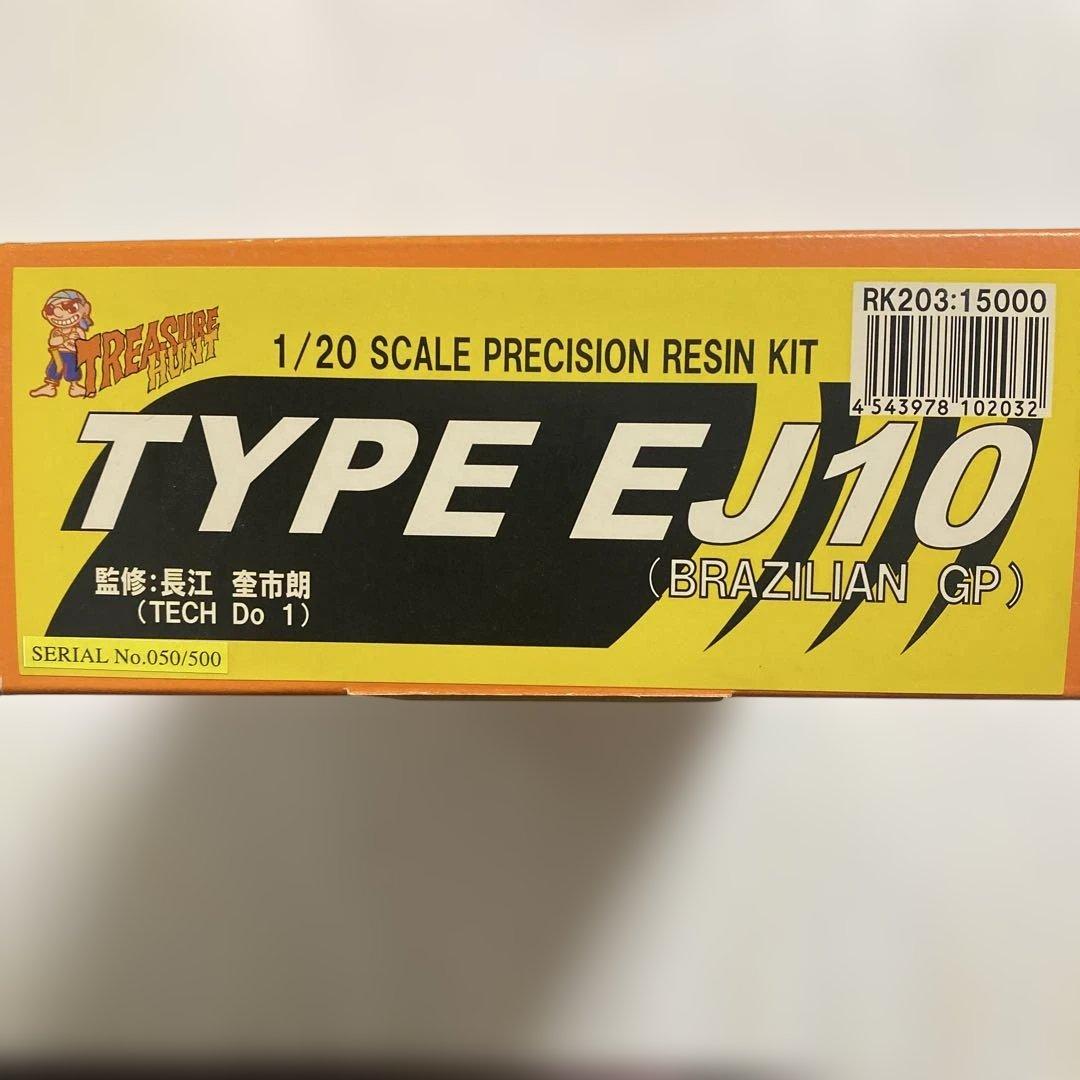 TREASURE
HUNT
1/20 SCALE PRECISION RESIN KIT
RK203:15000
4 543978 102032
TYPE EJ10
(BRAZILIAN GP)
監修:長江 奎市朗
(TECH Do 1)
SERIAL No.050/500